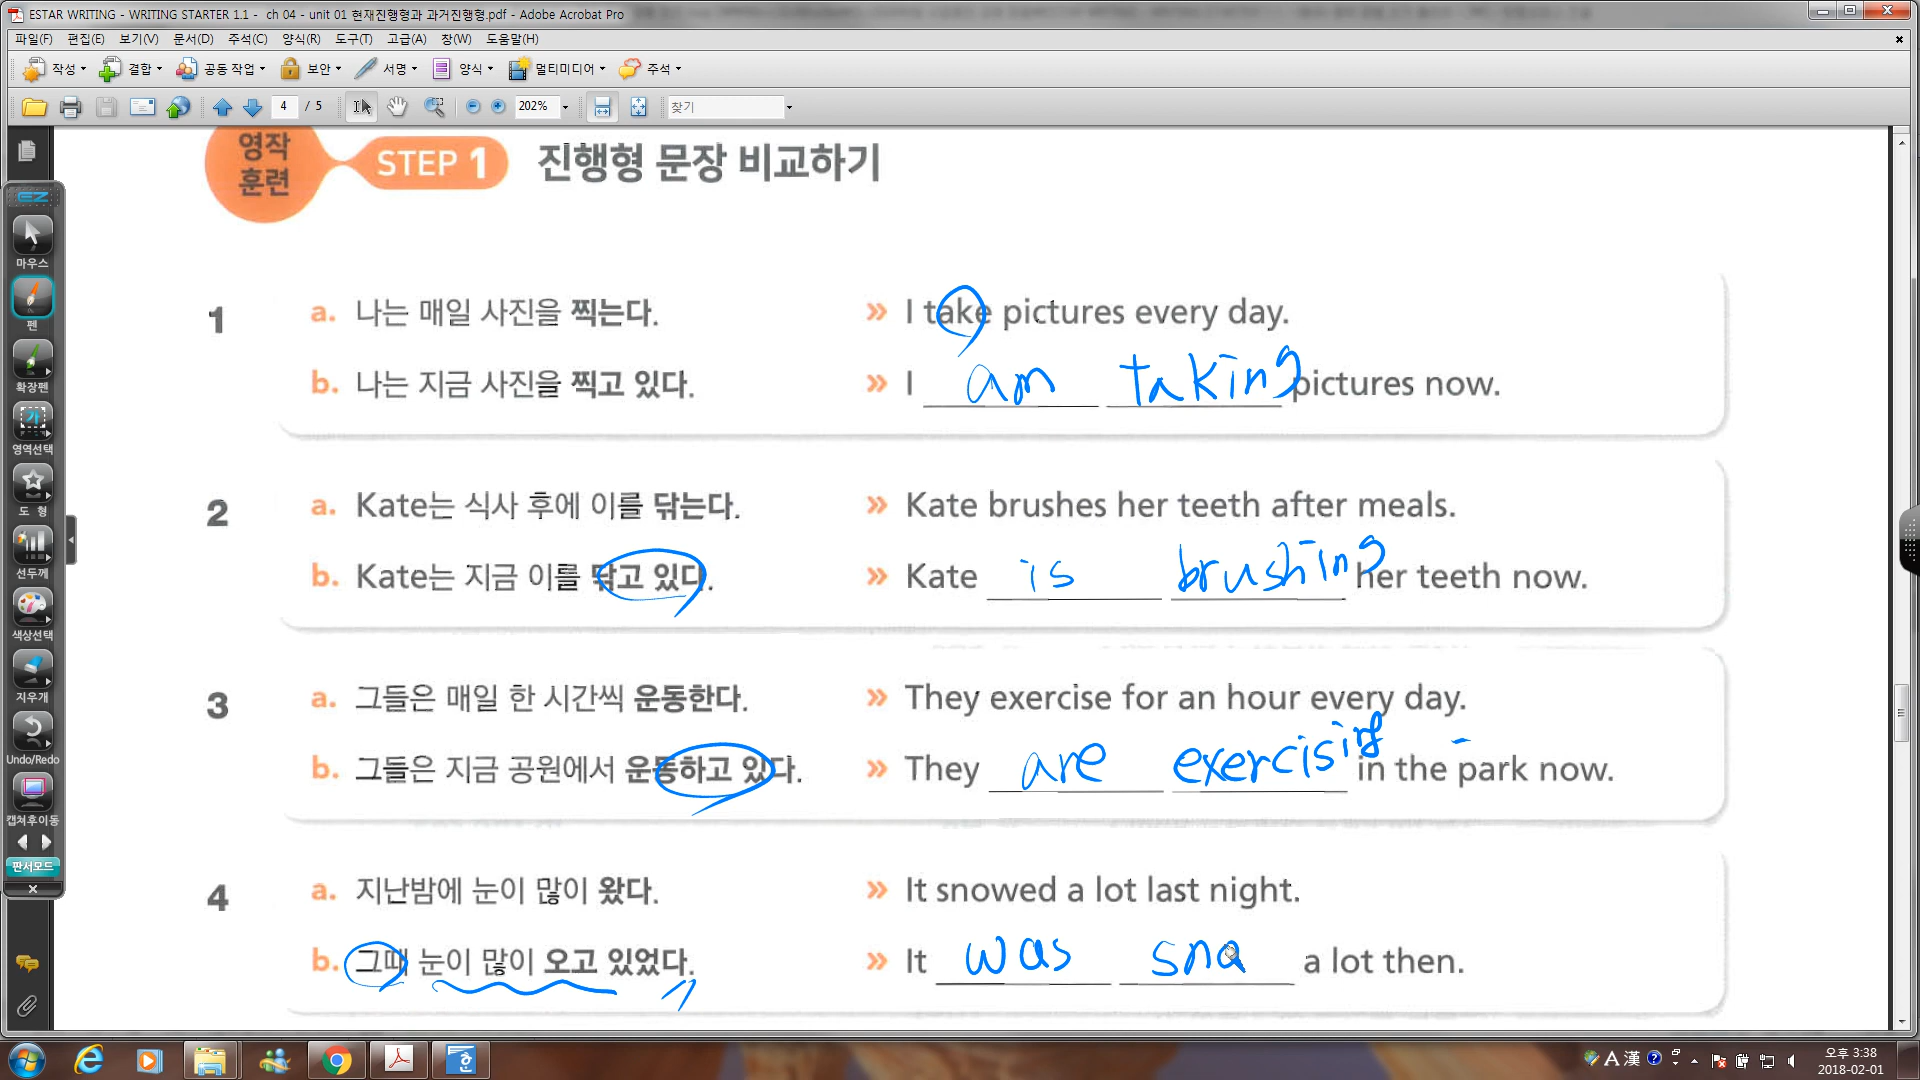 ESTAR WRITING - WRITING STARTER 1.1 - ch 04 - unit 01 현재진행형과 과거진행형.pdf - Adobe Acrobat Pro
파일(F) 편집(E) 보기(V) 문서(D) 주석(C) 양식(R) 도구(T) 고급(A) 창(W) 도움말(H)
작성 결합 공동 작업 보안 서명 양식 멀티미디어 주석
4 / 5 202% 찾기
영작 훈련 STEP 1 진행형 문장 비교하기
1 a. 나는 매일 사진을 찍는다. » I take pictures every day.
b. 나는 지금 사진을 찍고 있다. » I am taking pictures now.
2 a. Kate는 식사 후에 이를 닦는다. » Kate brushes her teeth after meals.
b. Kate는 지금 이를 닦고 있다. » Kate is brushing her teeth now.
3 a. 그들은 매일 한 시간씩 운동한다. » They exercise for an hour every day.
b. 그들은 지금 공원에서 운동하고 있다. » They are exercising in the park now.
4 a. 지난밤에 눈이 많이 왔다. » It snowed a lot last night.
b. 그때 눈이 많이 오고 있었다. » It was sno a lot then.
EZ
마우스
펜
확장펜
영역선택
도 형
선두께
색상선택
지우개
Undo/Redo
캡쳐후이동
판서모드
A 漢
오후 3:38
2018-02-01